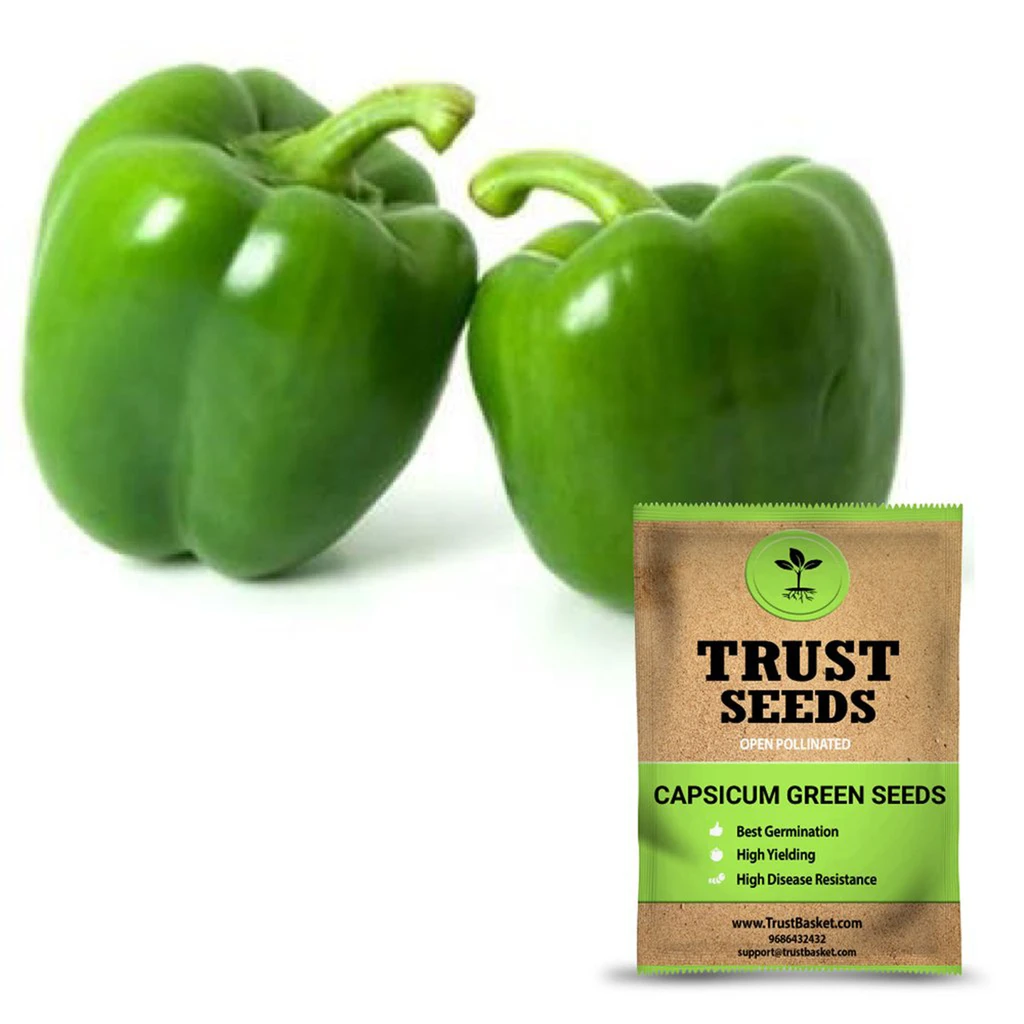 TRUST
SEEDS
OPEN POLLINATED
CAPSICUM GREEN SEEDS
Best Germination
High Yielding
High Disease Resistance
www.TrustBasket.com
9686432432
support@trustbasket.com